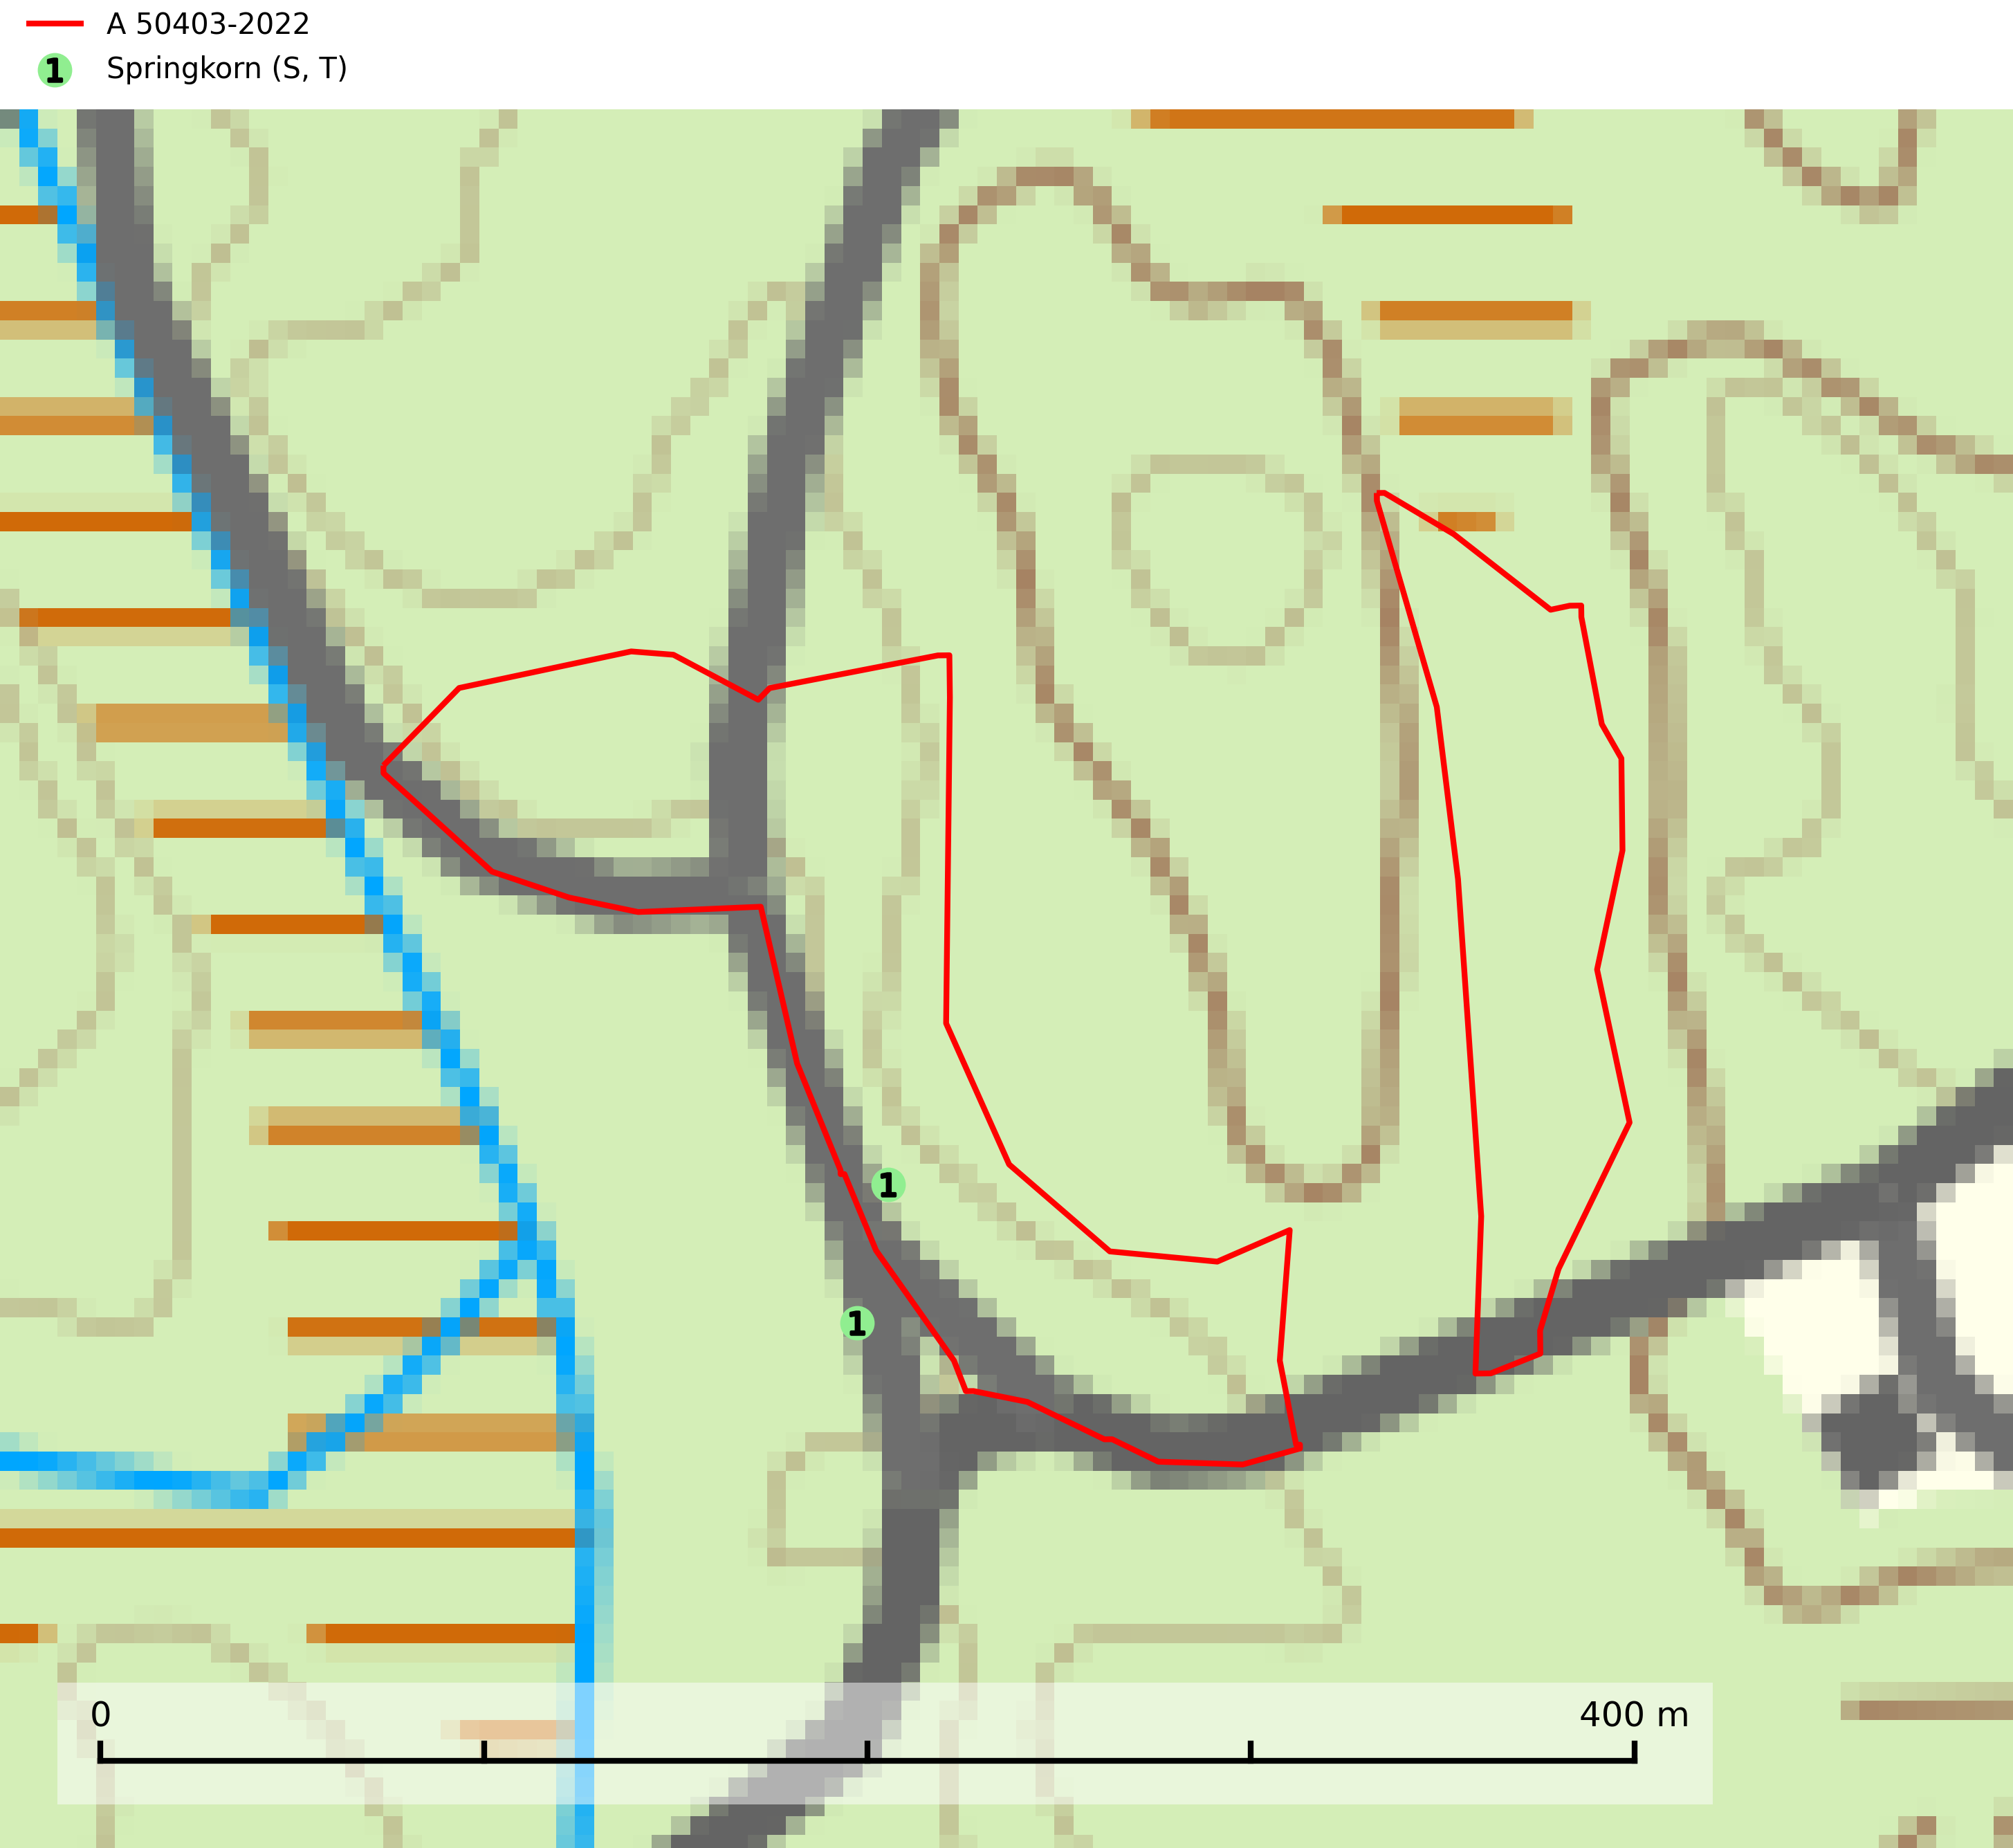 A 50403-2022
1 Springkorn (S, T)
1
1
0 400 m